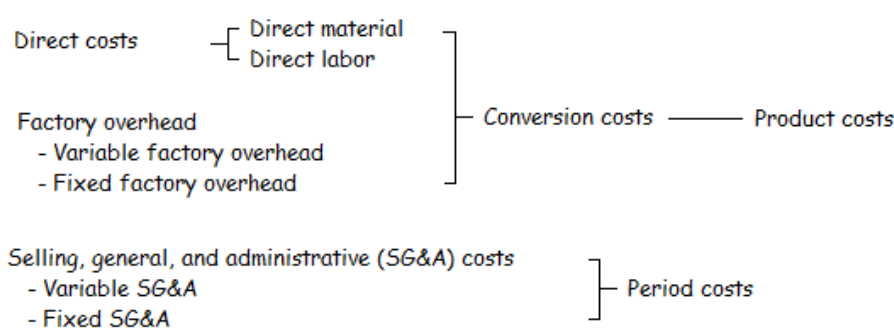 Direct costs
Direct material
Direct labor
Factory overhead
- Variable factory overhead
- Fixed factory overhead
Conversion costs
Product costs
Selling, general, and administrative (SG&A) costs
- Variable SG&A
- Fixed SG&A
Period costs